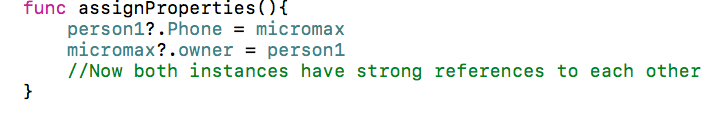 func assignProperties(){
person1?.Phone = micromax
micromax?.owner = person1
//Now both instances have strong references to each other
}